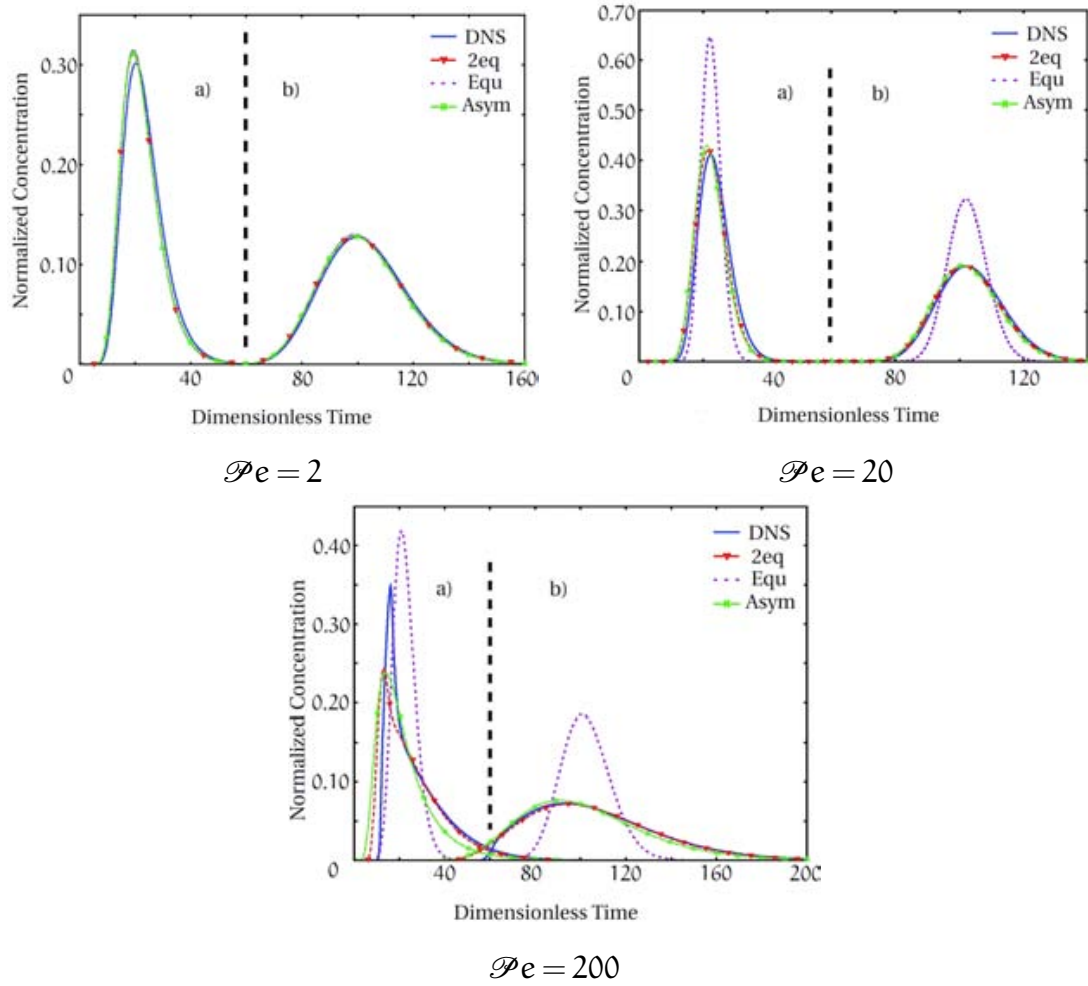 Normalized Concentration
0.30
0.20
0.10
0
40
80
120
160
a)
b)
DNS
2eq
Equ
Asym
Dimensionless Time
𝒫e = 2
Normalized Concentration
0.70
0.60
0.50
0.40
0.30
0.20
0.10
0
40
80
120
a)
b)
DNS
2eq
Equ
Asym
Dimensionless Time
𝒫e = 20
Normalized Concentration
0.40
0.30
0.20
0.10
0
40
80
120
160
200
a)
b)
DNS
2eq
Equ
Asym
Dimensionless Time
𝒫e = 200